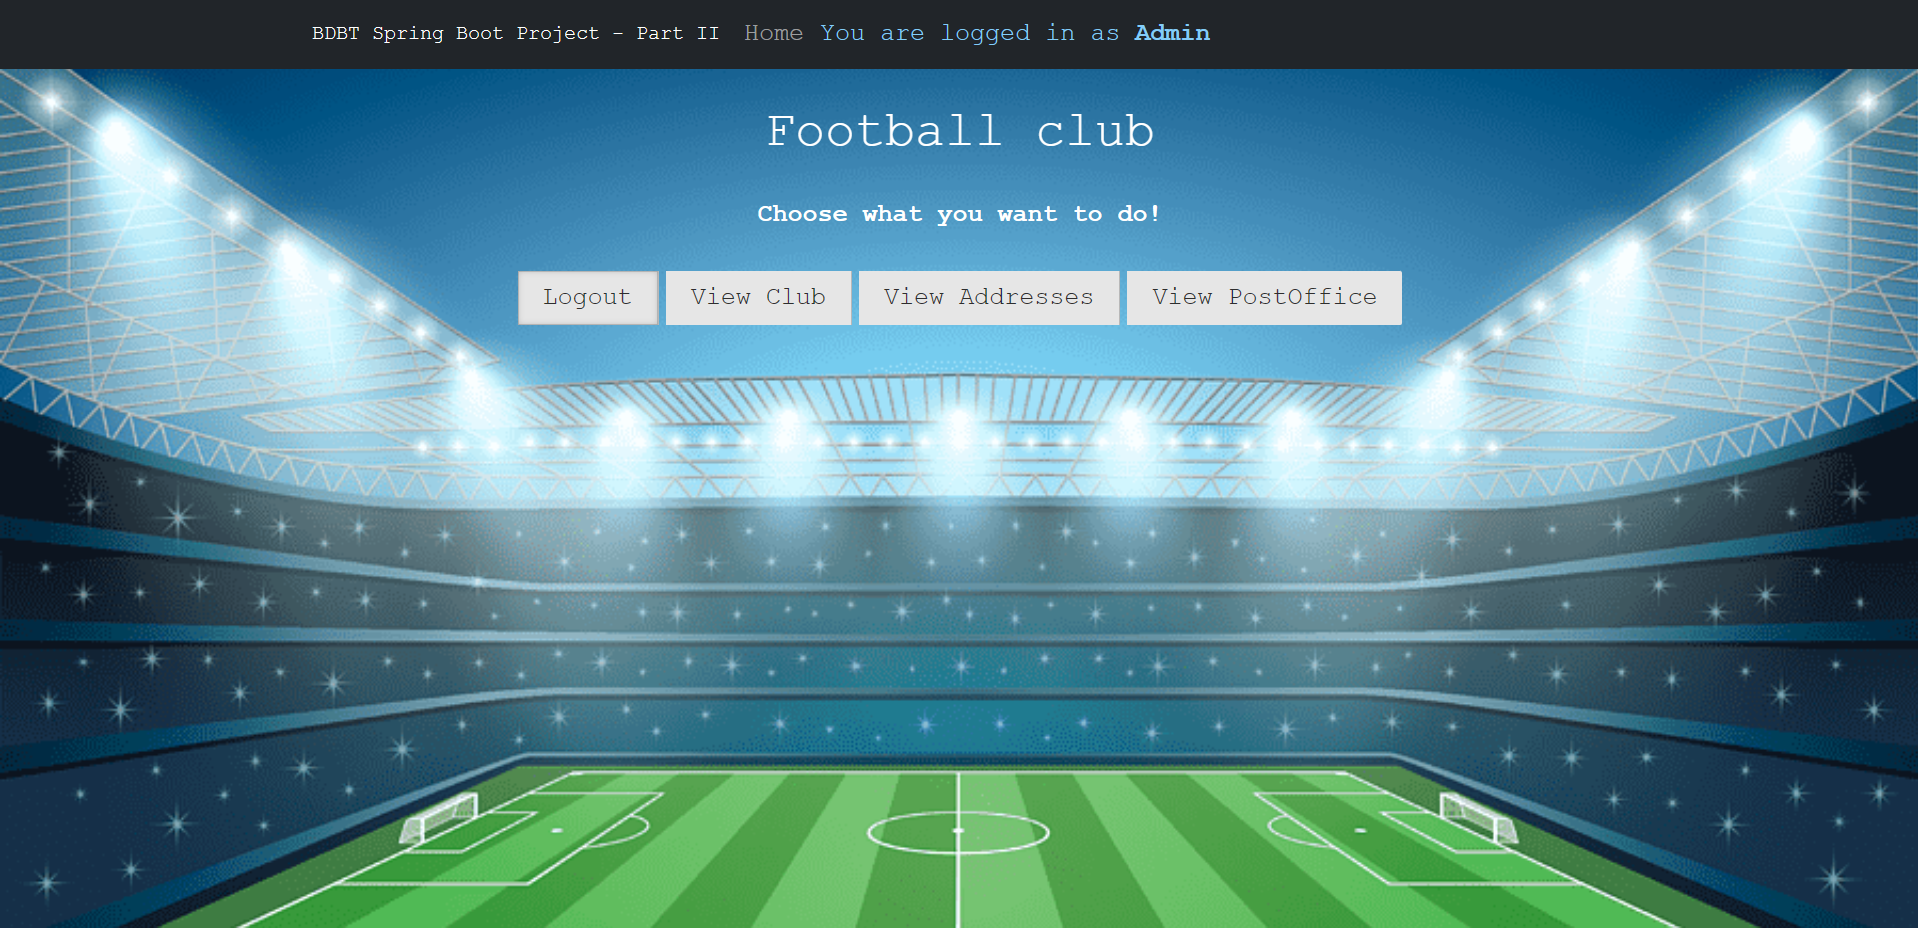 BDBT Spring Boot Project - Part II Home You are logged in as Admin
Football club
Choose what you want to do!
Logout View Club View Addresses View PostOffice